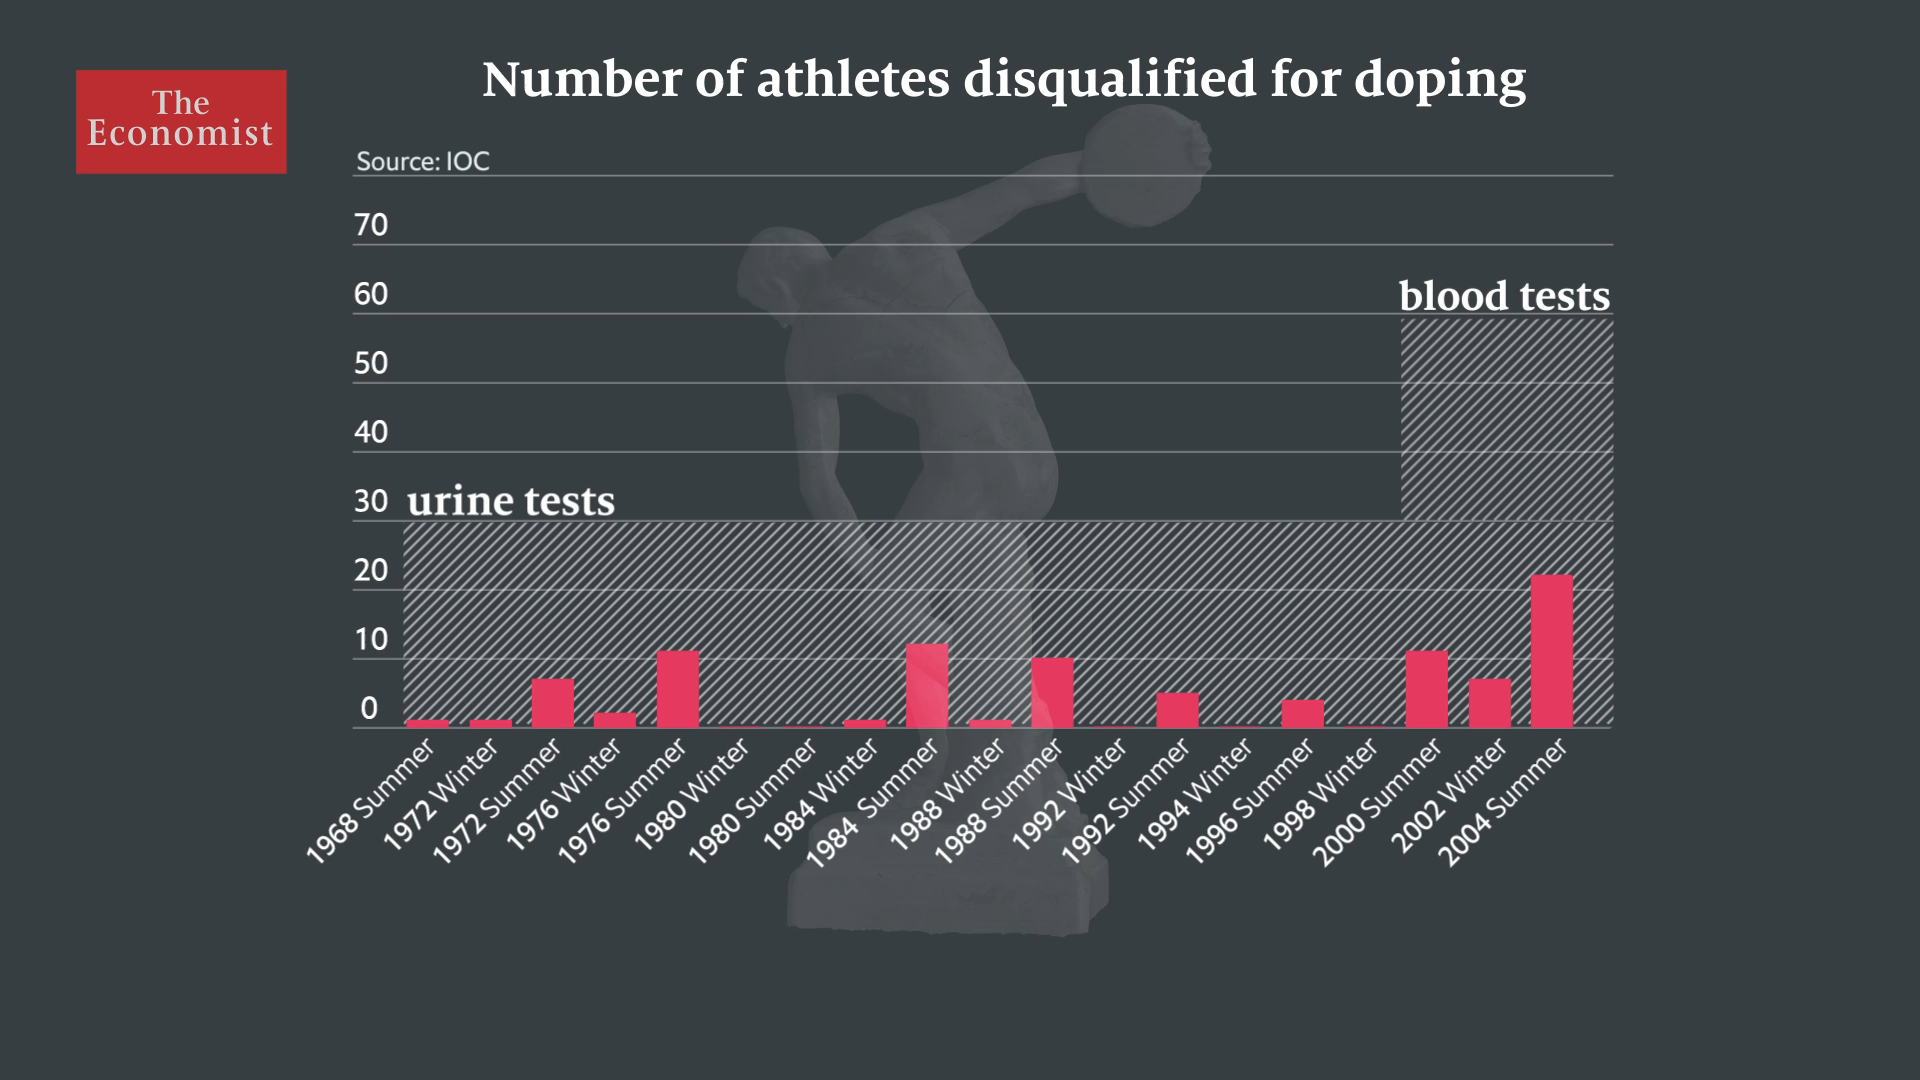 The
Economist
Number of athletes disqualified for doping
Source: IOC
70
60
blood tests
50
40
30
urine tests
20
10
0
1968 Summer
1972 Winter
1972 Summer
1976 Winter
1976 Summer
1980 Winter
1980 Summer
1984 Winter
1984 Summer
1988 Winter
1988 Summer
1992 Winter
1992 Summer
1994 Winter
1996 Summer
1998 Winter
2000 Summer
2002 Winter
2004 Summer